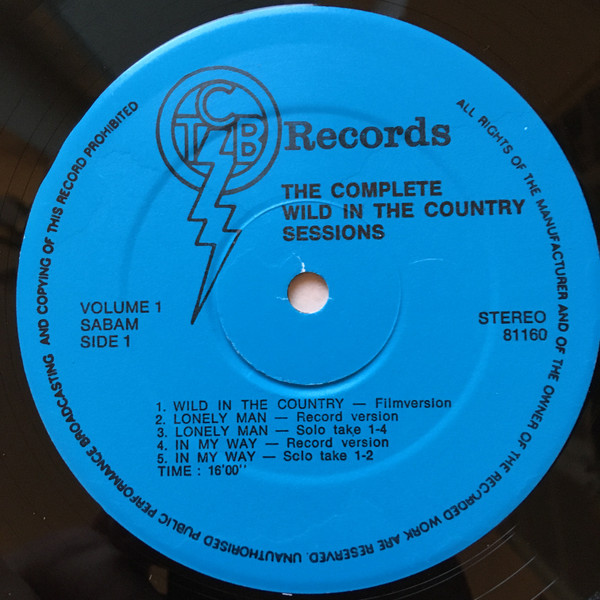 TCB Records
THE COMPLETE
WILD IN THE COUNTRY
SESSIONS
VOLUME 1
SABAM
SIDE 1
STEREO
81160
1. WILD IN THE COUNTRY — Filmversion
2. LONELY MAN — Record version
3. LONELY MAN — Solo take 1-4
4. IN MY WAY — Record version
5. IN MY WAY — Solo take 1-2
TIME : 16'00''
ALL RIGHTS OF THE MANUFACTURER AND OF THE OWNER OF THE RECORDED WORK ARE RESERVED. UNAUTHORISED PUBLIC PERFORMANCE BROADCASTING AND COPYING OF THIS RECORD PROHIBITED